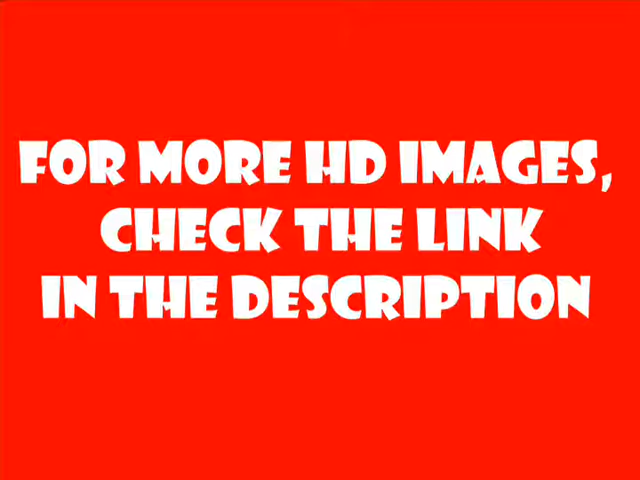 FOR MORE HD IMAGES,
CHECK THE LINK
IN THE DESCRIPTION